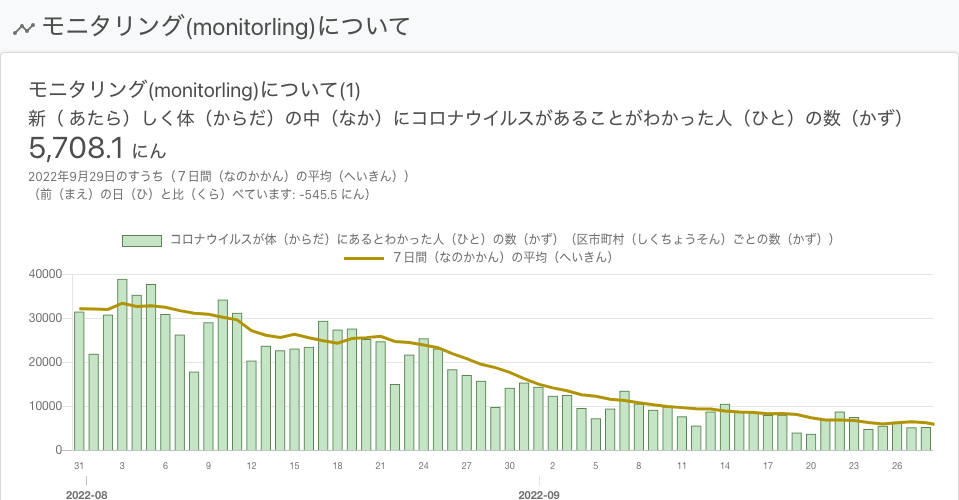 モニタリング(monitorling)について
モニタリング(monitorling)について(1)
新（ あたら）しく体（からだ）の中（なか）にコロナウイルスがあることがわかった人（ひと）の数（かず）
5,708.1 にん
2022年9月29日のすうち（７日間（なのかかん）の平均（へいきん））
（前（まえ）の日（ひ）と比（くら）べています: -545.5 にん）
コロナウイルスが体（からだ）にあるとわかった人（ひと）の数（かず）（区市町村（しくちょうそん）ごとの数（かず））
７日間（なのかかん）の平均（へいきん）
40000
30000
20000
10000
0
31 3 6 9 12 15 18 21 24 27 30 2 5 8 11 14 17 20 23 26
2022-08 2022-09